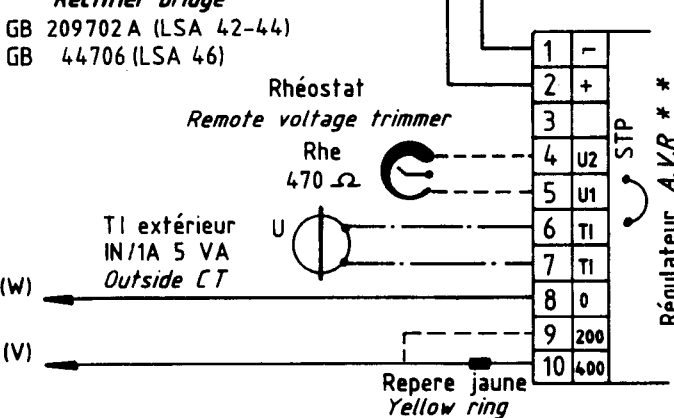 Rectifier bridge
GB 209702 A (LSA 42-44)
GB 44706 (LSA 46)
Rhéostat
Remote voltage trimmer
Rhe
470 Ω
TI extérieur
IN/1A 5 VA
Outside CT
U
(W)
(V)
Repere jaune
Yellow ring
1 -
2 +
3
4 U2
5 U1
6 TI
7 TI
8 0
9 200
10 400
STP
Régulateur A.V.R * *